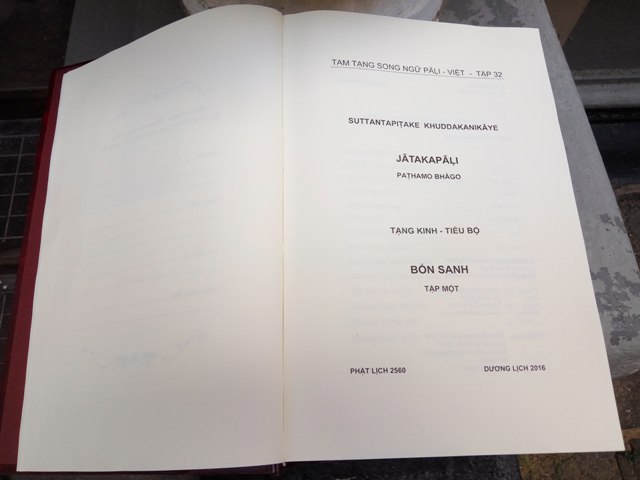 TAM TẠNG SONG NGỮ PĀḶI - VIỆT - TẬP 32
SUTTANTAPIṬAKE KHUDDAKANIKĀYE
JĀTAKAPĀḶI
PAṬHAMO BHĀGO
TẠNG KINH - TIỂU BỘ
BỔN SANH
TẬP MỘT
PHẬT LỊCH 2560
DƯƠNG LỊCH 2016